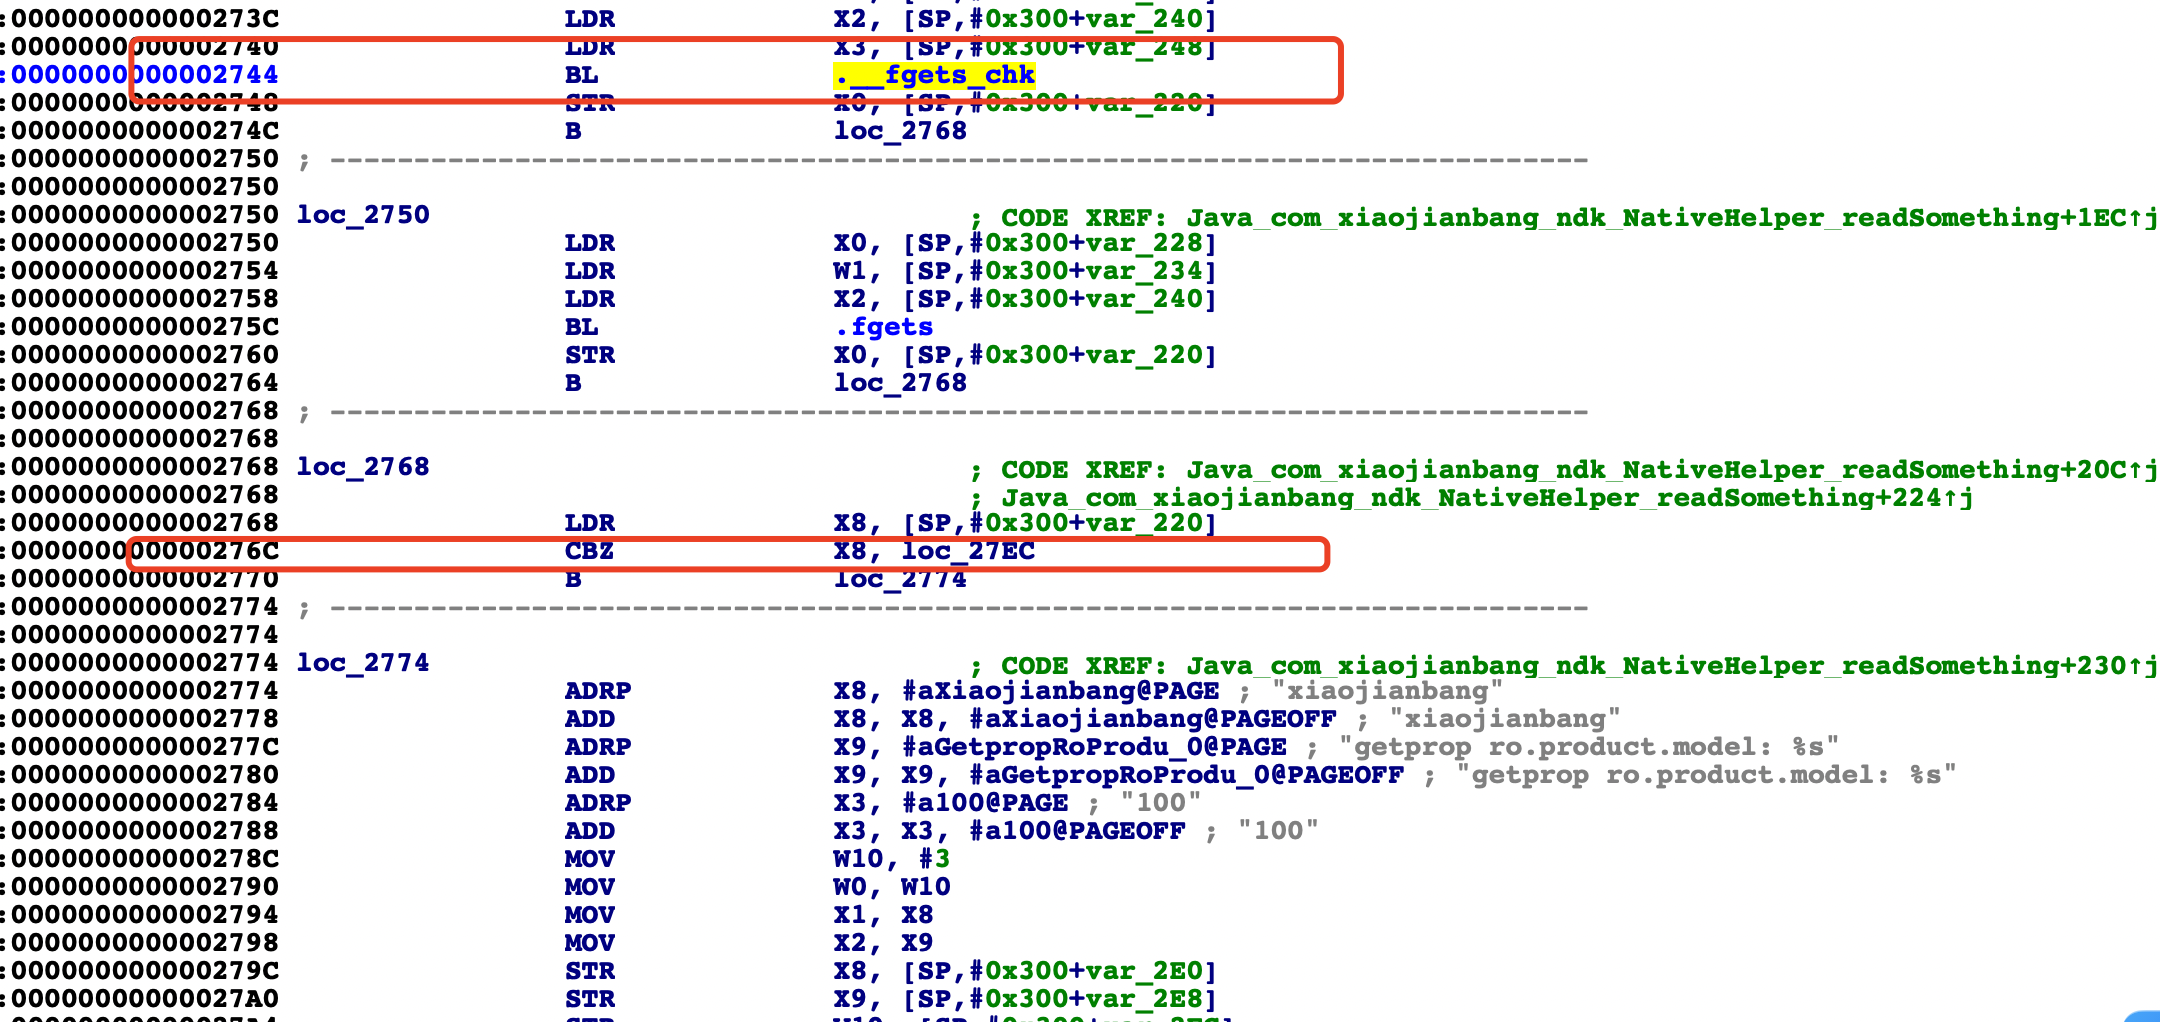 :000000000000273C LDR X2, [SP,#0x300+var_240]
:0000000000002740 LDR X3, [SP,#0x300+var_248]
:0000000000002744 BL .__fgets_chk
:0000000000002748 STR X0, [SP,#0x300+var_220]
:000000000000274C B loc_2768
:0000000000002750 ; ---------------------------------------------------------------------------
:0000000000002750
:0000000000002750 loc_2750 ; CODE XREF: Java_com_xiaojianbang_ndk_NativeHelper_readSomething+1EC↑j
:0000000000002750 LDR X0, [SP,#0x300+var_228]
:0000000000002754 LDR W1, [SP,#0x300+var_234]
:0000000000002758 LDR X2, [SP,#0x300+var_240]
:000000000000275C BL .fgets
:0000000000002760 STR X0, [SP,#0x300+var_220]
:0000000000002764 B loc_2768
:0000000000002768 ; ---------------------------------------------------------------------------
:0000000000002768
:0000000000002768 loc_2768 ; CODE XREF: Java_com_xiaojianbang_ndk_NativeHelper_readSomething+20C↑j
:0000000000002768 ; Java_com_xiaojianbang_ndk_NativeHelper_readSomething+224↑j
:0000000000002768 LDR X8, [SP,#0x300+var_220]
:000000000000276C CBZ X8, loc_27EC
:0000000000002770 B loc_2774
:0000000000002774 ; ---------------------------------------------------------------------------
:0000000000002774
:0000000000002774 loc_2774 ; CODE XREF: Java_com_xiaojianbang_ndk_NativeHelper_readSomething+230↑j
:0000000000002774 ADRP X8, #aXiaojianbang@PAGE ; "xiaojianbang"
:0000000000002778 ADD X8, X8, #aXiaojianbang@PAGEOFF ; "xiaojianbang"
:000000000000277C ADRP X9, #aGetpropRoProdu_0@PAGE ; "getprop ro.product.model: %s"
:0000000000002780 ADD X9, X9, #aGetpropRoProdu_0@PAGEOFF ; "getprop ro.product.model: %s"
:0000000000002784 ADRP X3, #a100@PAGE ; "100"
:0000000000002788 ADD X3, X3, #a100@PAGEOFF ; "100"
:000000000000278C MOV W10, #3
:0000000000002790 MOV W0, W10
:0000000000002794 MOV X1, X8
:0000000000002798 MOV X2, X9
:000000000000279C STR X8, [SP,#0x300+var_2E0]
:00000000000027A0 STR X9, [SP,#0x300+var_2E8]